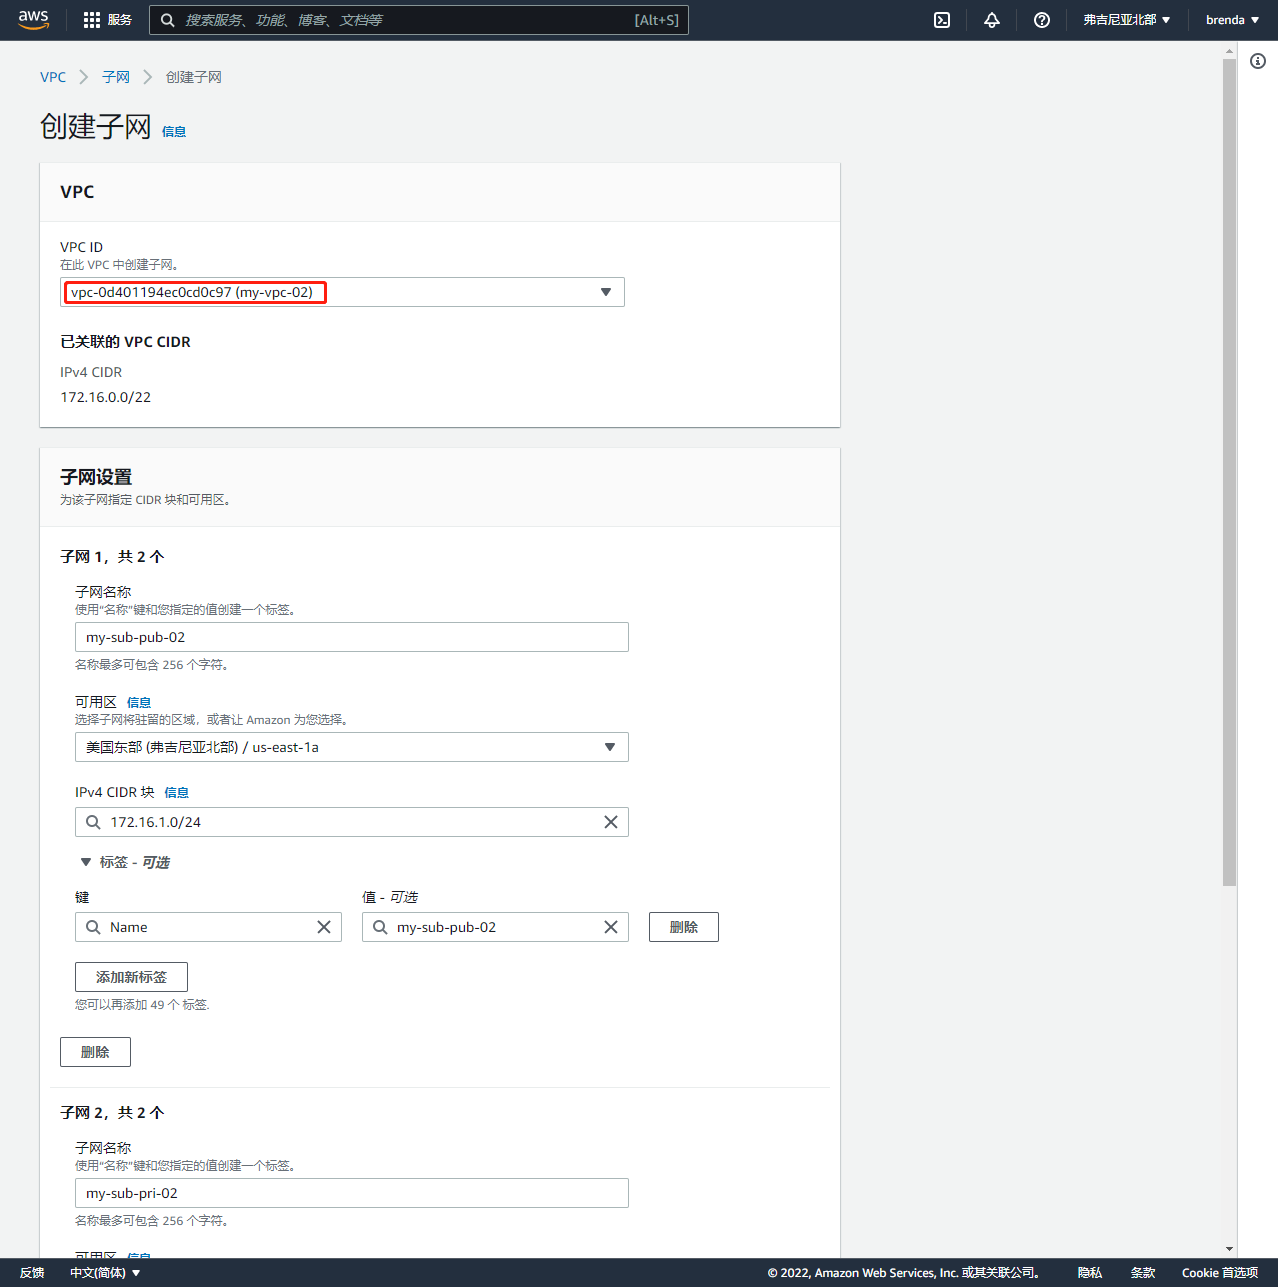 aws
服务
搜索服务、功能、博客、文档等
[Alt+S]
弗吉尼亚北部
brenda
VPC
子网
创建子网
创建子网 信息
VPC
VPC ID
在此 VPC 中创建子网。
vpc-0d401194ec0cd0c97 (my-vpc-02)
已关联的 VPC CIDR
IPv4 CIDR
172.16.0.0/22
子网设置
为该子网指定 CIDR 块和可用区。
子网 1，共 2 个
子网名称
使用“名称”键和您指定的值创建一个标签。
my-sub-pub-02
名称最多可包含 256 个字符。
可用区 信息
选择子网将驻留的区域，或者让 Amazon 为您选择。
美国东部 (弗吉尼亚北部) / us-east-1a
IPv4 CIDR 块 信息
172.16.1.0/24
标签 - 可选
键
值 - 可选
Name
my-sub-pub-02
删除
添加新标签
您可以再添加 49 个 标签.
删除
子网 2，共 2 个
子网名称
使用“名称”键和您指定的值创建一个标签。
my-sub-pri-02
名称最多可包含 256 个字符。
可用区 信息
反馈
中文(简体)
© 2022, Amazon Web Services, Inc. 或其关联公司。
隐私
条款
Cookie 首选项